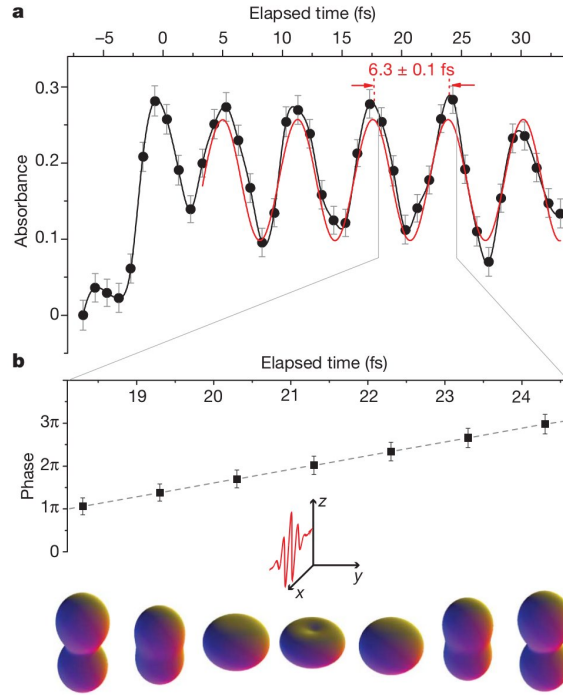 a
Elapsed time (fs)
−5 0 5 10 15 20 25 30
6.3 ± 0.1 fs
0.3
0.2
0.1
0
Absorbance
b
Elapsed time (fs)
19 20 21 22 23 24
3π
2π
1π
0
Phase
z
y
x